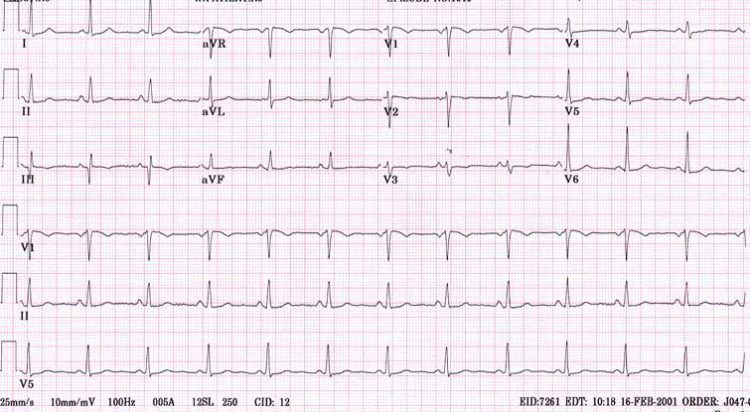 I aVR V1 V4
II aVL V2 V5
III aVF V3 V6
V1
II
V5
25mm/s 10mm/mV 100Hz 005A 12SL 250 CID: 12 EID:7261 EDT: 10:18 16-FEB-2001 ORDER: